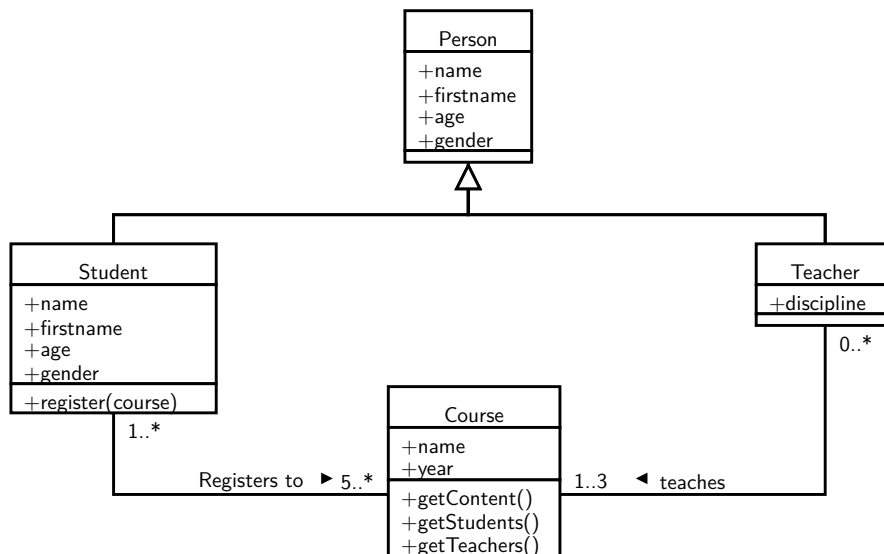 Person
+name
+firstname
+age
+gender
Student
+name
+firstname
+age
+gender
+register(course)
1..*
Teacher
+discipline
0..*
Registers to ► 5..*
Course
+name
+year
+getContent()
+getStudents()
+getTeachers()
1..3 ◄ teaches